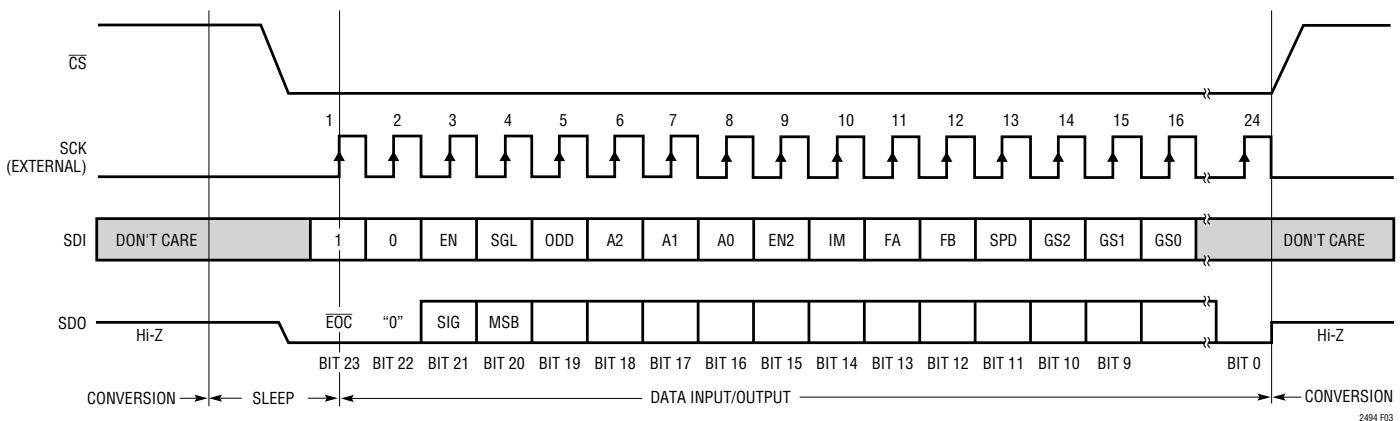 CS
1 2 3 4 5 6 7 8 9 10 11 12 13 14 15 16 24
SCK
(EXTERNAL)
SDI DON'T CARE 1 0 EN SGL ODD A2 A1 A0 EN2 IM FA FB SPD GS2 GS1 GS0 DON'T CARE
SDO Hi-Z EOC “0” SIG MSB Hi-Z
BIT 23 BIT 22 BIT 21 BIT 20 BIT 19 BIT 18 BIT 17 BIT 16 BIT 15 BIT 14 BIT 13 BIT 12 BIT 11 BIT 10 BIT 9 BIT 0
CONVERSION SLEEP DATA INPUT/OUTPUT CONVERSION
2494 F03